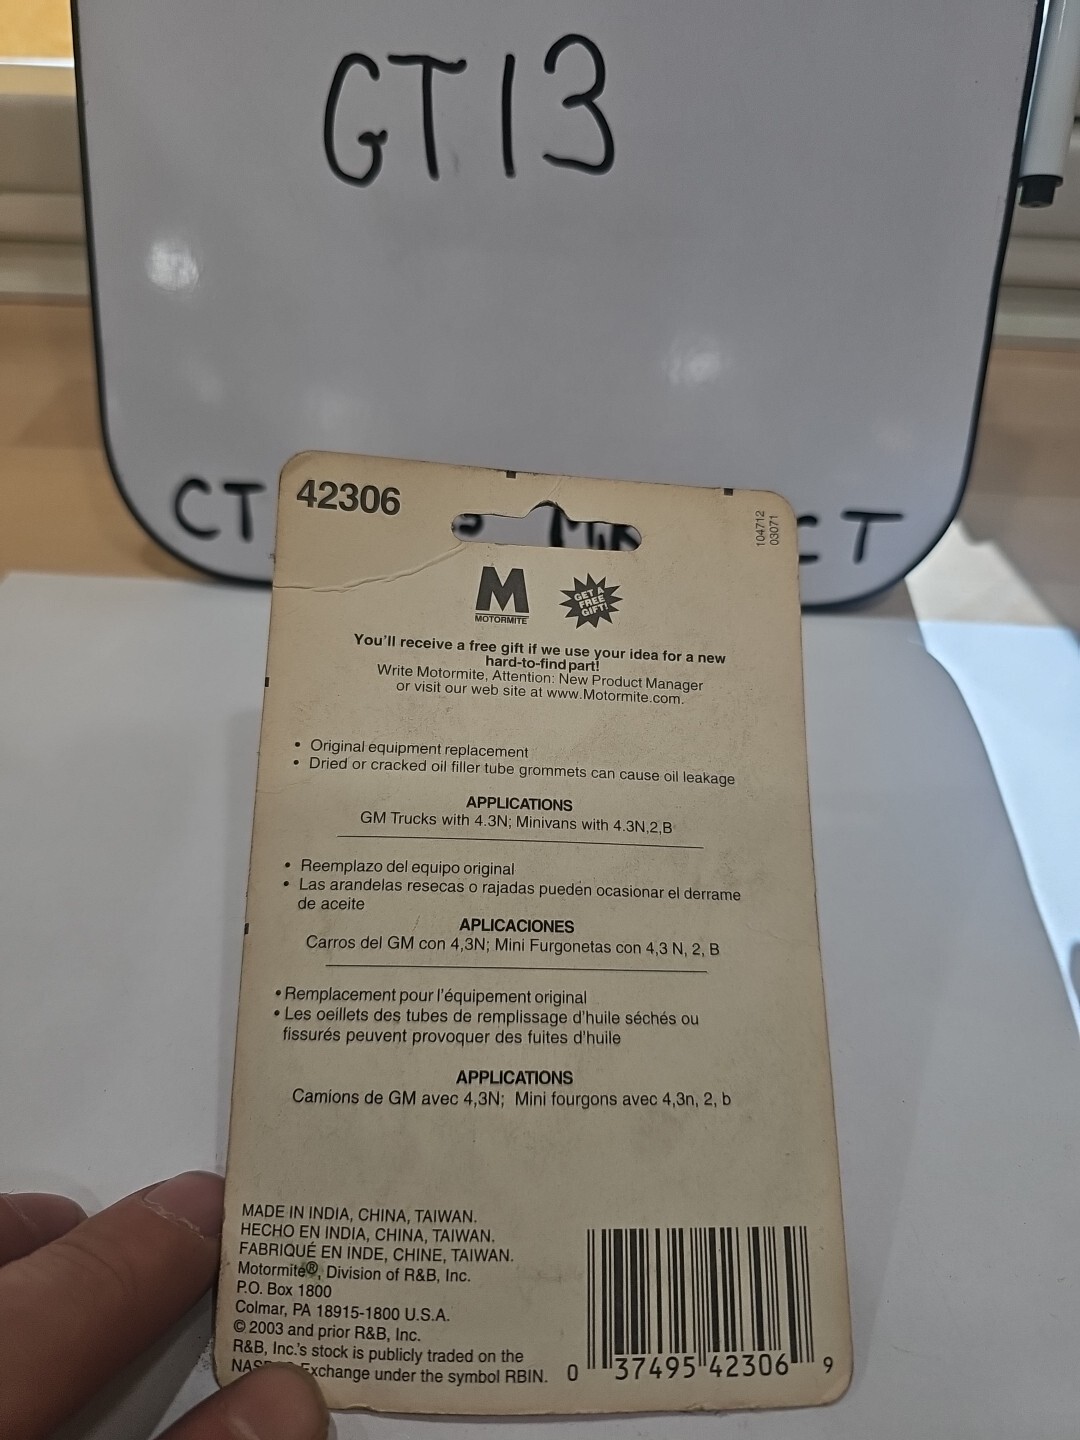 GT13
CT
CT
42306
104712
03071
M
MOTORMITE
GET A
FREE
GIFT!
You'll receive a free gift if we use your idea for a new
hard-to-find part!
Write Motormite, Attention: New Product Manager
or visit our web site at www.Motormite.com.
• Original equipment replacement
• Dried or cracked oil filler tube grommets can cause oil leakage
APPLICATIONS
GM Trucks with 4.3N; Minivans with 4.3N,2,B
• Reemplazo del equipo original
• Las arandelas resecas o rajadas pueden ocasionar el derrame
de aceite
APLICACIONES
Carros del GM con 4,3N; Mini Furgonetas con 4,3 N, 2, B
• Remplacement pour l'équipement original
• Les oeillets des tubes de remplissage d'huile séchés ou
fissurés peuvent provoquer des fuites d'huile
APPLICATIONS
Camions de GM avec 4,3N; Mini fourgons avec 4,3n, 2, b
MADE IN INDIA, CHINA, TAIWAN.
HECHO EN INDIA, CHINA, TAIWAN.
FABRIQUÉ EN INDE, CHINE, TAIWAN.
Motormite®, Division of R&B, Inc.
P.O. Box 1800
Colmar, PA 18915-1800 U.S.A.
© 2003 and prior R&B, Inc.
R&B, Inc.'s stock is publicly traded on the
under the symbol RBIN.
0 37495 42306 9